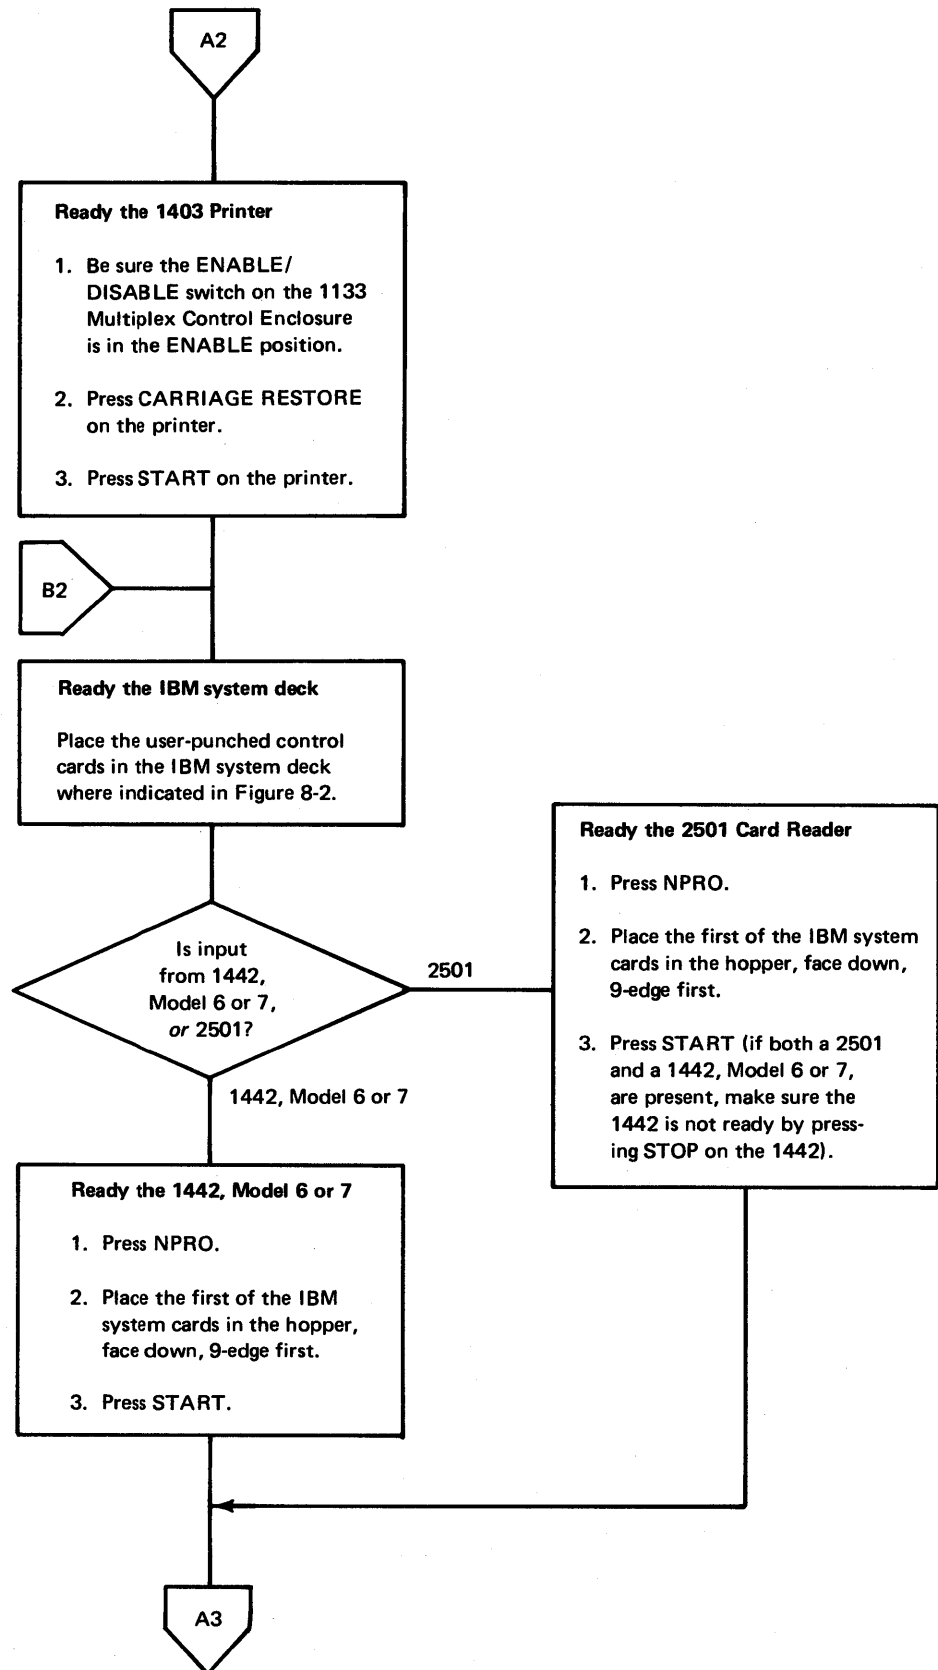 A2
Ready the 1403 Printer
1. Be sure the ENABLE/
DISABLE switch on the 1133
Multiplex Control Enclosure
is in the ENABLE position.
2. Press CARRIAGE RESTORE
on the printer.
3. Press START on the printer.
B2
Ready the IBM system deck
Place the user-punched control
cards in the IBM system deck
where indicated in Figure 8-2.
Is input
from 1442,
Model 6 or 7,
or 2501?
2501
1442, Model 6 or 7
Ready the 2501 Card Reader
1. Press NPRO.
2. Place the first of the IBM system
cards in the hopper, face down,
9-edge first.
3. Press START (if both a 2501
and a 1442, Model 6 or 7,
are present, make sure the
1442 is not ready by press-
ing STOP on the 1442).
Ready the 1442, Model 6 or 7
1. Press NPRO.
2. Place the first of the IBM
system cards in the hopper,
face down, 9-edge first.
3. Press START.
A3